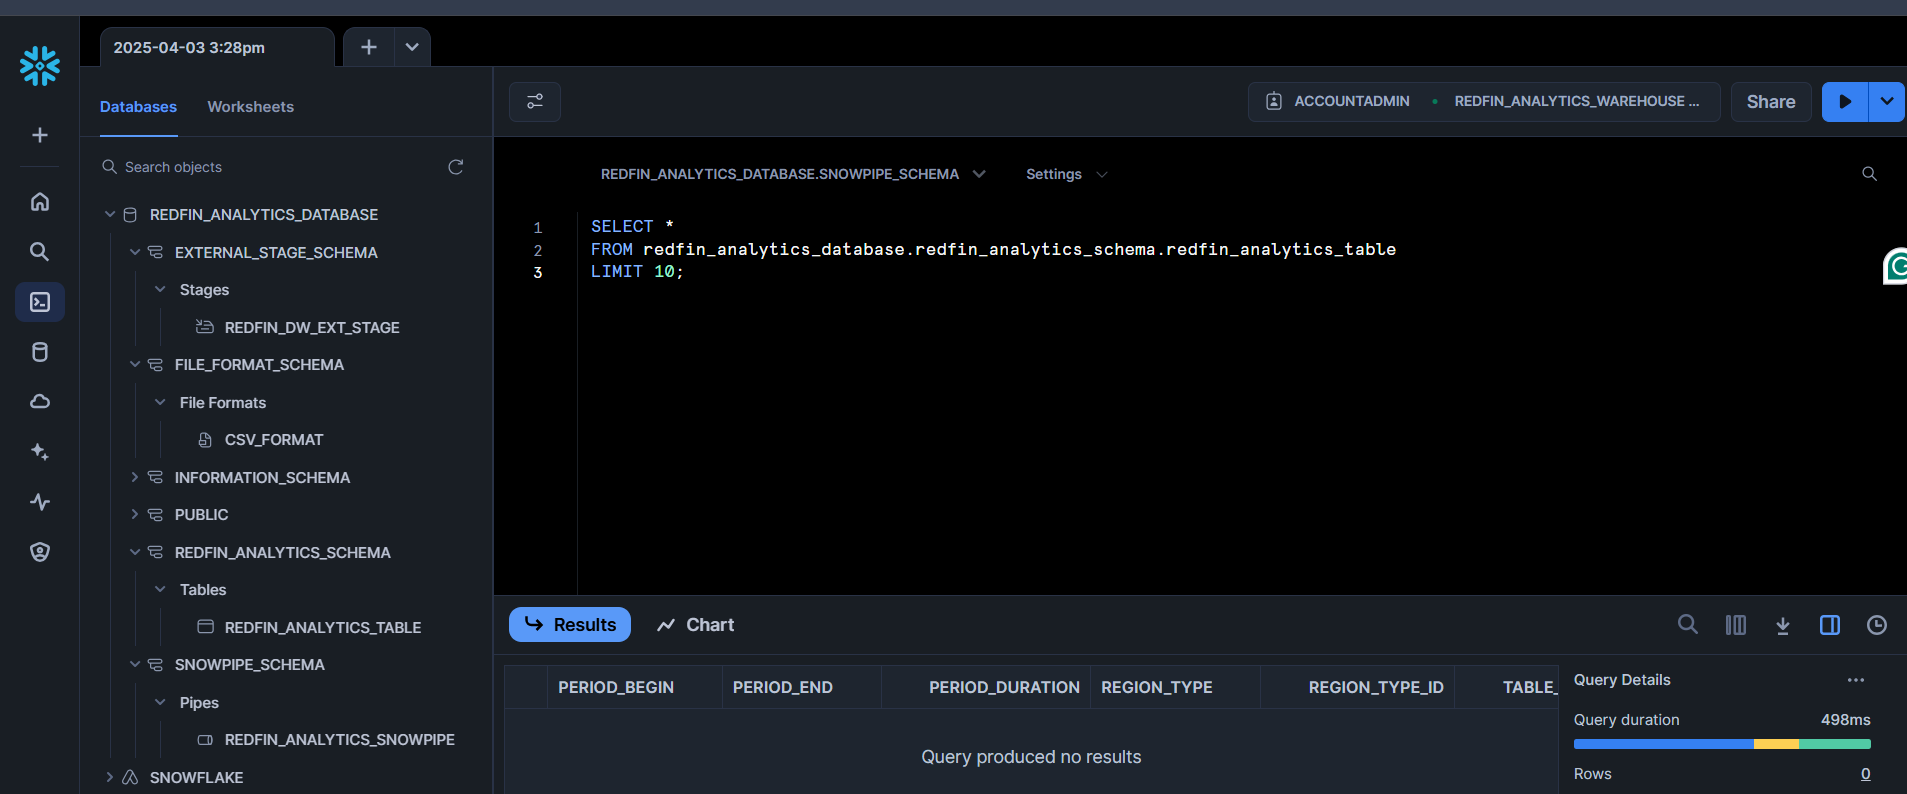 2025-04-03 3:28pm
Databases
Worksheets
Search objects
REDFIN_ANALYTICS_DATABASE
EXTERNAL_STAGE_SCHEMA
Stages
REDFIN_DW_EXT_STAGE
FILE_FORMAT_SCHEMA
File Formats
CSV_FORMAT
INFORMATION_SCHEMA
PUBLIC
REDFIN_ANALYTICS_SCHEMA
Tables
REDFIN_ANALYTICS_TABLE
SNOWPIPE_SCHEMA
Pipes
REDFIN_ANALYTICS_SNOWPIPE
SNOWFLAKE
ACCOUNTADMIN
REDFIN_ANALYTICS_WAREHOUSE ...
Share
REDFIN_ANALYTICS_DATABASE.SNOWPIPE_SCHEMA
Settings
1 SELECT *
2 FROM redfin_analytics_database.redfin_analytics_schema.redfin_analytics_table
3 LIMIT 10;
Results
Chart
PERIOD_BEGIN PERIOD_END PERIOD_DURATION REGION_TYPE REGION_TYPE_ID TABLE_
Query produced no results
Query Details
...
Query duration 498ms
Rows 0